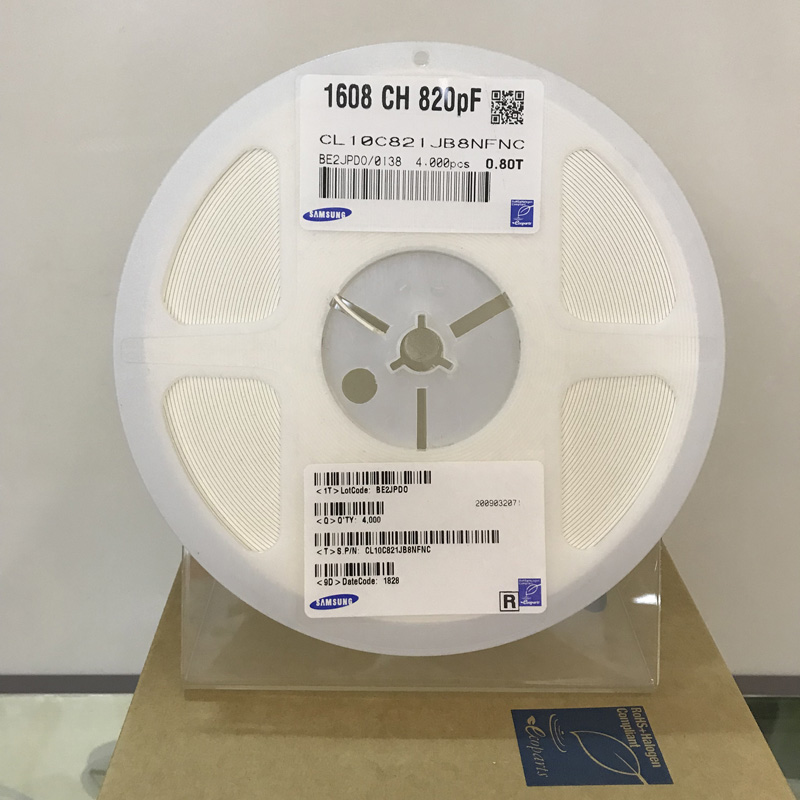 1608 CH 820pF
CL10C821JB8NFNC
BE2JPD0/0138 4,000pcs 0.80T
SAMSUNG
<1T>LotCode: BE2JPD0
200903207
<Q>Q'TY: 4,000
<T>S.P/N: CL10C821JB8NFNC
<9D>DateCode: 1828
SAMSUNG
R
RoHS+Halogen
Compliant
Ecoparts